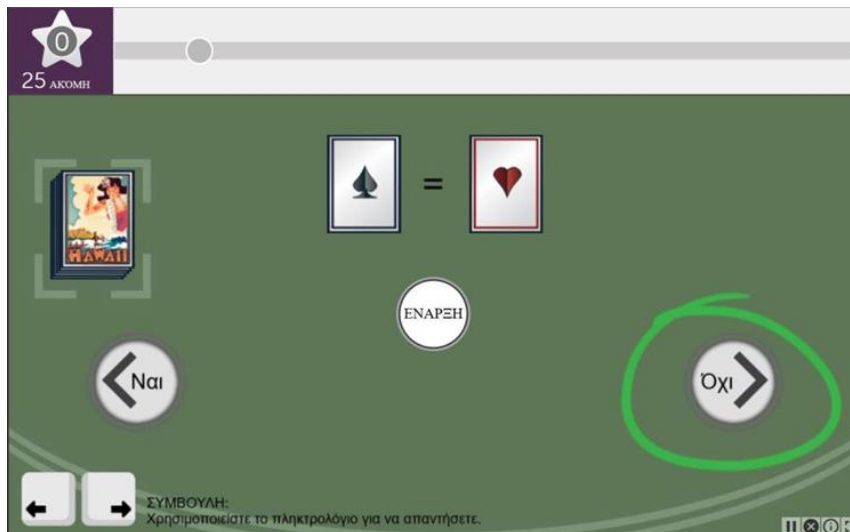 0
25 ΑΚΟΜΗ
=
HAWAII
ΕΝΑΡΞΗ
Ναι
Όχι
ΣΥΜΒΟΥΛΗ:
Χρησιμοποιείστε το πληκτρολόγιο για να απαντήσετε.